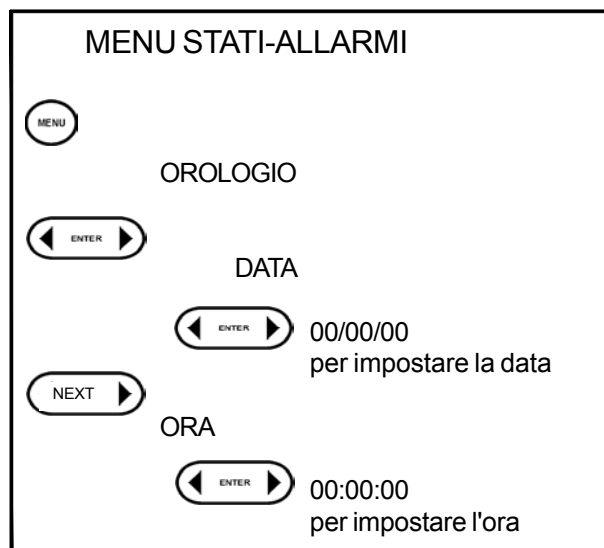 MENU STATI-ALLARMI
MENU
OROLOGIO
ENTER
DATA
ENTER 00/00/00
per impostare la data
NEXT
ORA
ENTER 00:00:00
per impostare l'ora